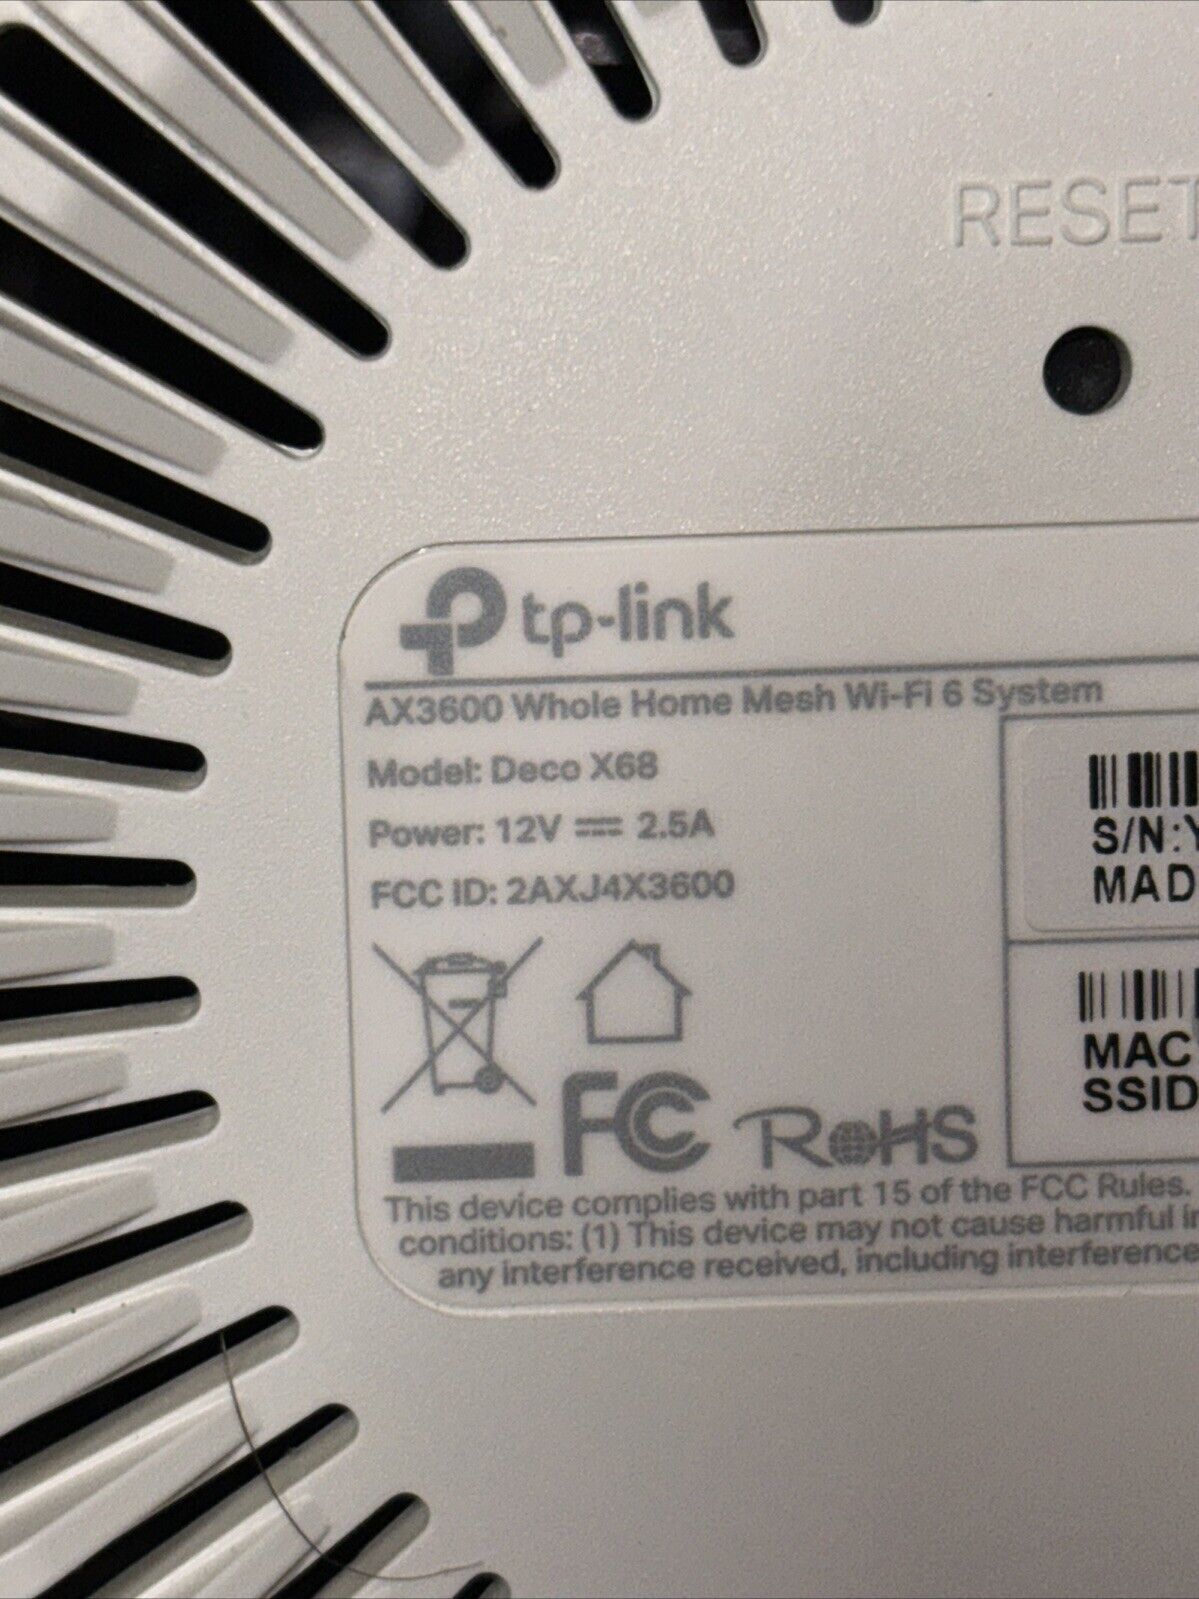 RESET
tp-link
AX3600 Whole Home Mesh Wi-Fi 6 System
Model: Deco X68
Power: 12V ⎓ 2.5A
FCC ID: 2AXJ4X3600
S/N:Y
MAD
MAC
SSID
FC RoHS
This device complies with part 15 of the FCC Rules.
conditions: (1) This device may not cause harmful in
any interference received, including interference